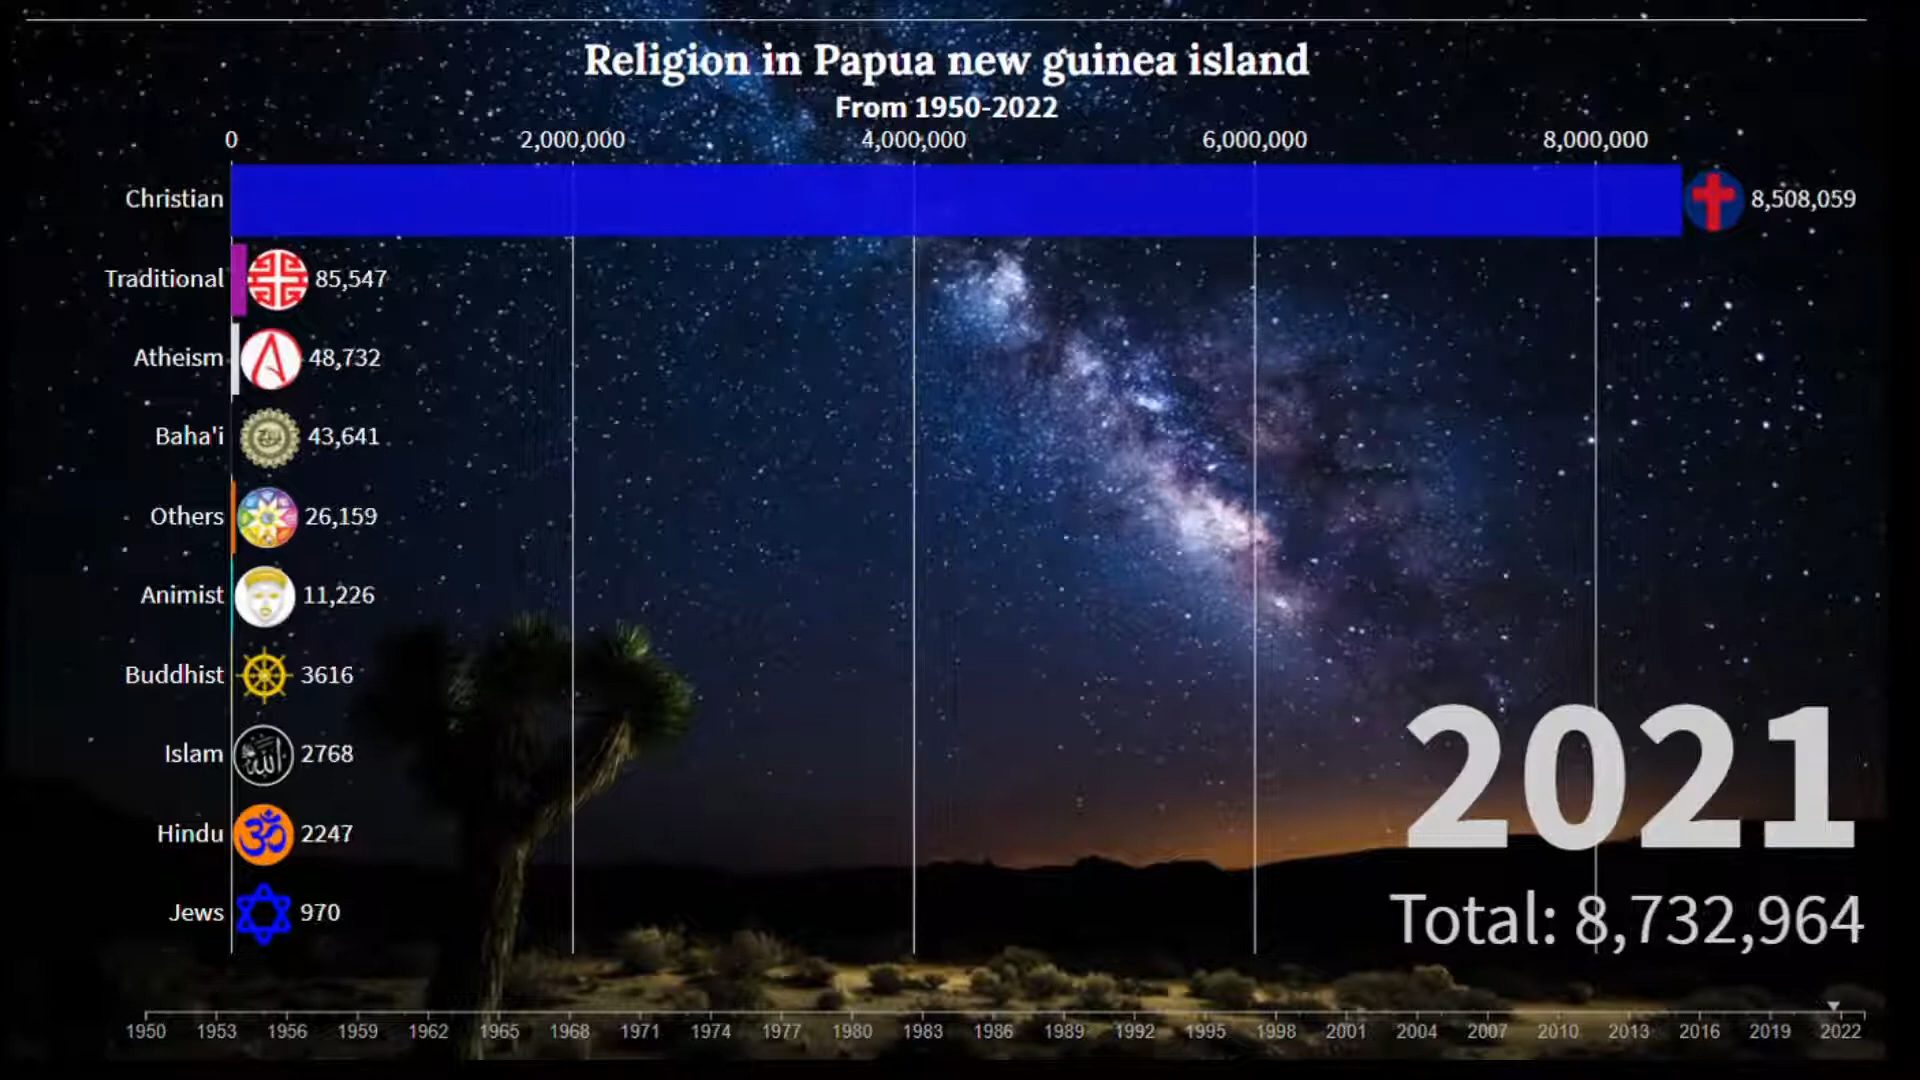 Religion in Papua new guinea island
From 1950-2022
0 2,000,000 4,000,000 6,000,000 8,000,000
Christian 8,508,059
Traditional 85,547
Atheism 48,732
Baha'i 43,641
Others 26,159
Animist 11,226
Buddhist 3616
Islam الله 2768
Hindu ॐ 2247
Jews 970
2021
Total: 8,732,964
1950 1953 1956 1959 1962 1965 1968 1971 1974 1977 1980 1983 1986 1989 1992 1995 1998 2001 2004 2007 2010 2013 2016 2019 2022